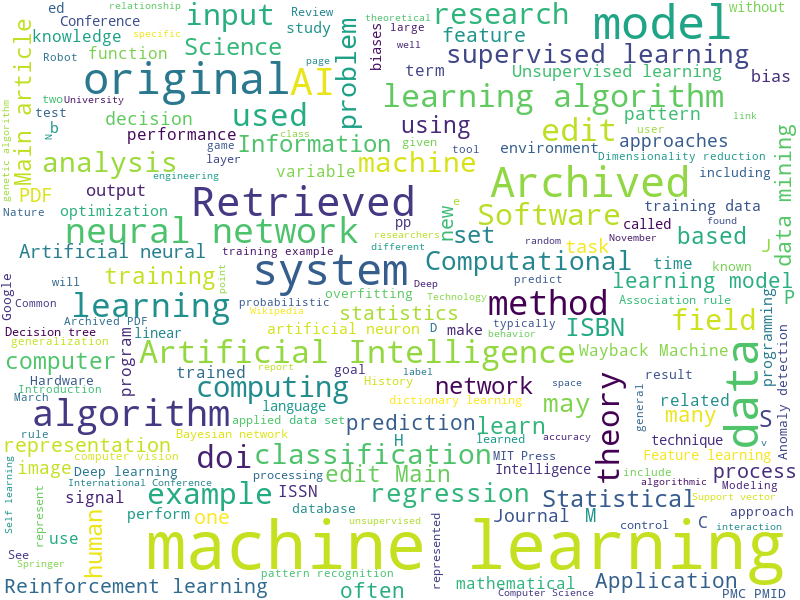 relationship
Review
theoretical
without
ed
Conference
input
research
model
knowledge
specific
study
large
function
Science
feature
Robot
biases
well
page
supervised learning
original
AI
problem
term
Unsupervised learning
bias
Main article
two
University
learning algorithm
test
decision
used
class
user
link
b
N
performance
Information
given
using
edit
pattern
approaches
genetic algorithm
game
tool
environment
Dimensionality reduction
layer
analysis
variable
machine
Archived
including
engineering
PDF
output
Retrieved
training data
data mining
Nature
optimization
pp
new
e
Software
called
found
neural network
researchers
set
random
November
based
J
Artificial neural
training example
different
task
system
Computational
time
known
training
point
Deep
predict
learning model
P
Google
Common
will
probabilistic
overfitting
Technology
Association rule
learning
Wikipedia
statistics
method
Archived PDF
ISBN
field
programming
Decision tree
linear
artificial neuron
D
make
typically
behavior
generalization
program
Artificial Intelligence
Wayback Machine
data
Anomaly detection
computer
report
goal
label
space
result
Hardware
trained
computing
History
network
theory
Introduction
language
dictionary learning
may
general
related
March
algorithm
applied data set
prediction
learn
many
S
rule
Bayesian network
H
learned
accuracy
technique
v
representation
doi
classification
MIT Press
Feature learning
computer vision
edit Main
image
Deep learning
processing
Intelligence
include
process
International Conference
algorithmic
Modeling
Self learning
represent
signal
example
ISSN
regression
Statistical
Support vector
database
approach
human
perform
one
unsupervised
Journal
M
control
C
interaction
use
machine learning
See
represented
Springer
pattern recognition
mathematical
Application
Reinforcement learning
often
Computer Science
PMC PMID